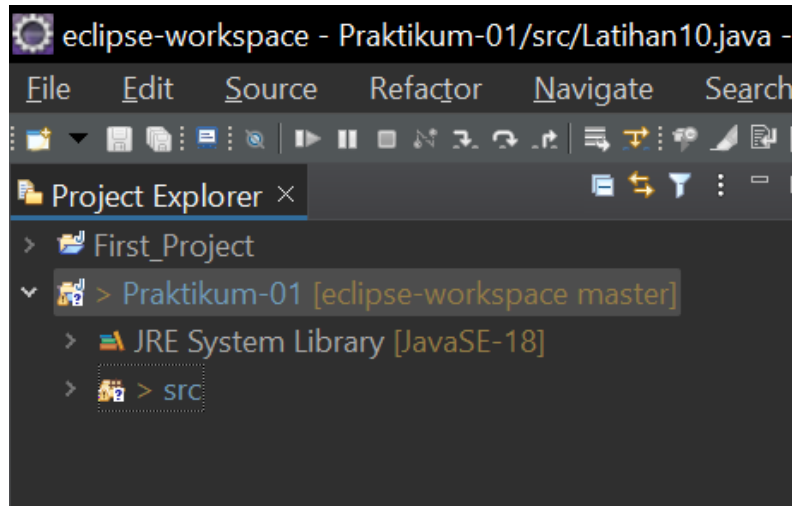 eclipse-workspace - Praktikum-01/src/Latihan10.java -
File Edit Source Refactor Navigate Search
Project Explorer
First_Project
> Praktikum-01 [eclipse-workspace master]
JRE System Library [JavaSE-18]
> src